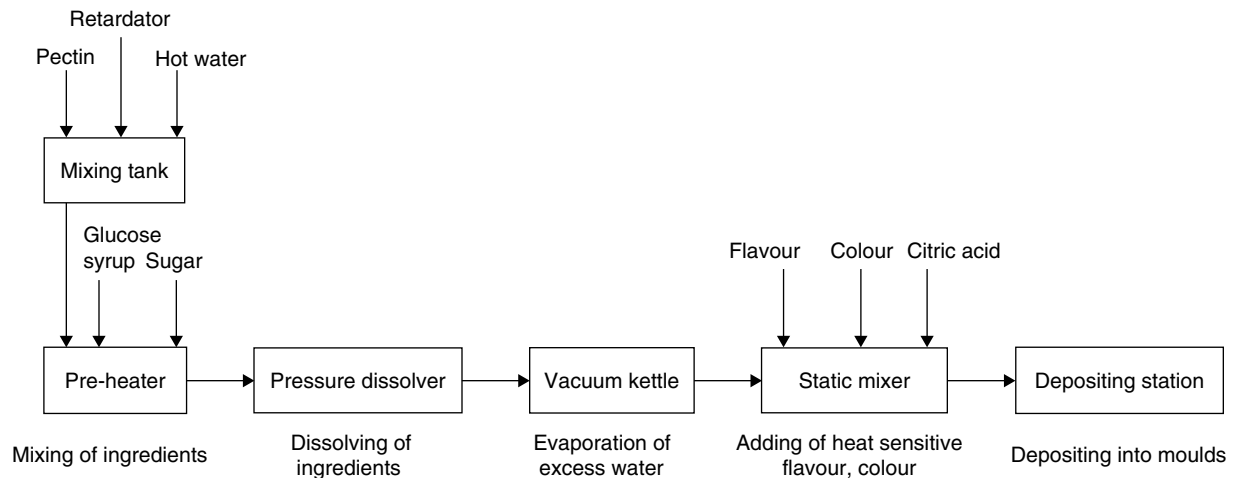 Retardator
Pectin
Hot water
Mixing tank
Glucose
syrup Sugar
Flavour
Colour
Citric acid
Pre-heater
Pressure dissolver
Vacuum kettle
Static mixer
Depositing station
Mixing of ingredients
Dissolving of
ingredients
Evaporation of
excess water
Adding of heat sensitive
flavour, colour
Depositing into moulds